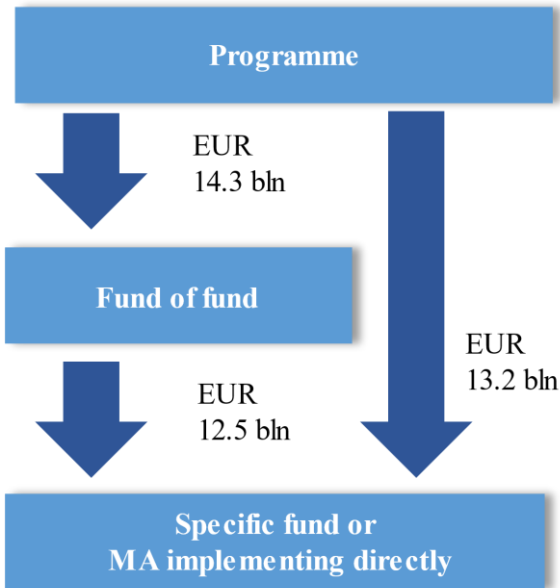 Programme
EUR
14.3 bln
Fund of fund
EUR
13.2 bln
EUR
12.5 bln
Specific fund or
MA implementing directly